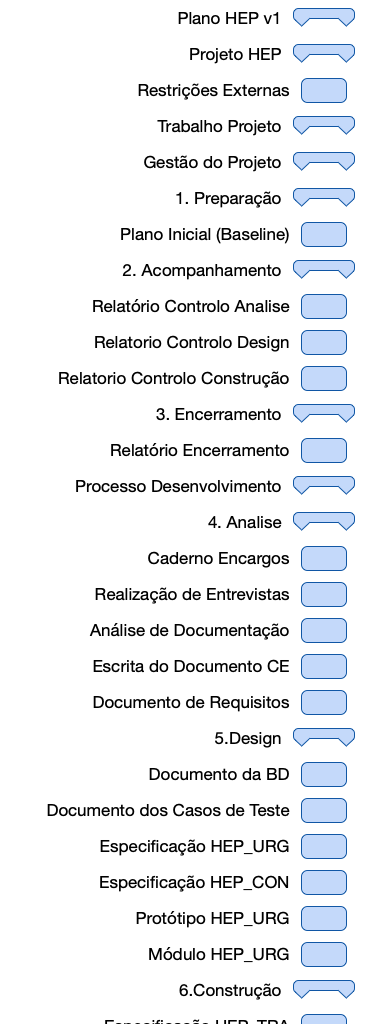 Plano HEP v1
Projeto HEP
Restrições Externas
Trabalho Projeto
Gestão do Projeto
1. Preparação
Plano Inicial (Baseline)
2. Acompanhamento
Relatório Controlo Analise
Relatorio Controlo Design
Relatorio Controlo Construção
3. Encerramento
Relatório Encerramento
Processo Desenvolvimento
4. Analise
Caderno Encargos
Realização de Entrevistas
Análise de Documentação
Escrita do Documento CE
Documento de Requisitos
5.Design
Documento da BD
Documento dos Casos de Teste
Especificação HEP_URG
Especificação HEP_CON
Protótipo HEP_URG
Módulo HEP_URG
6.Construção
Especificação HEP_TRA